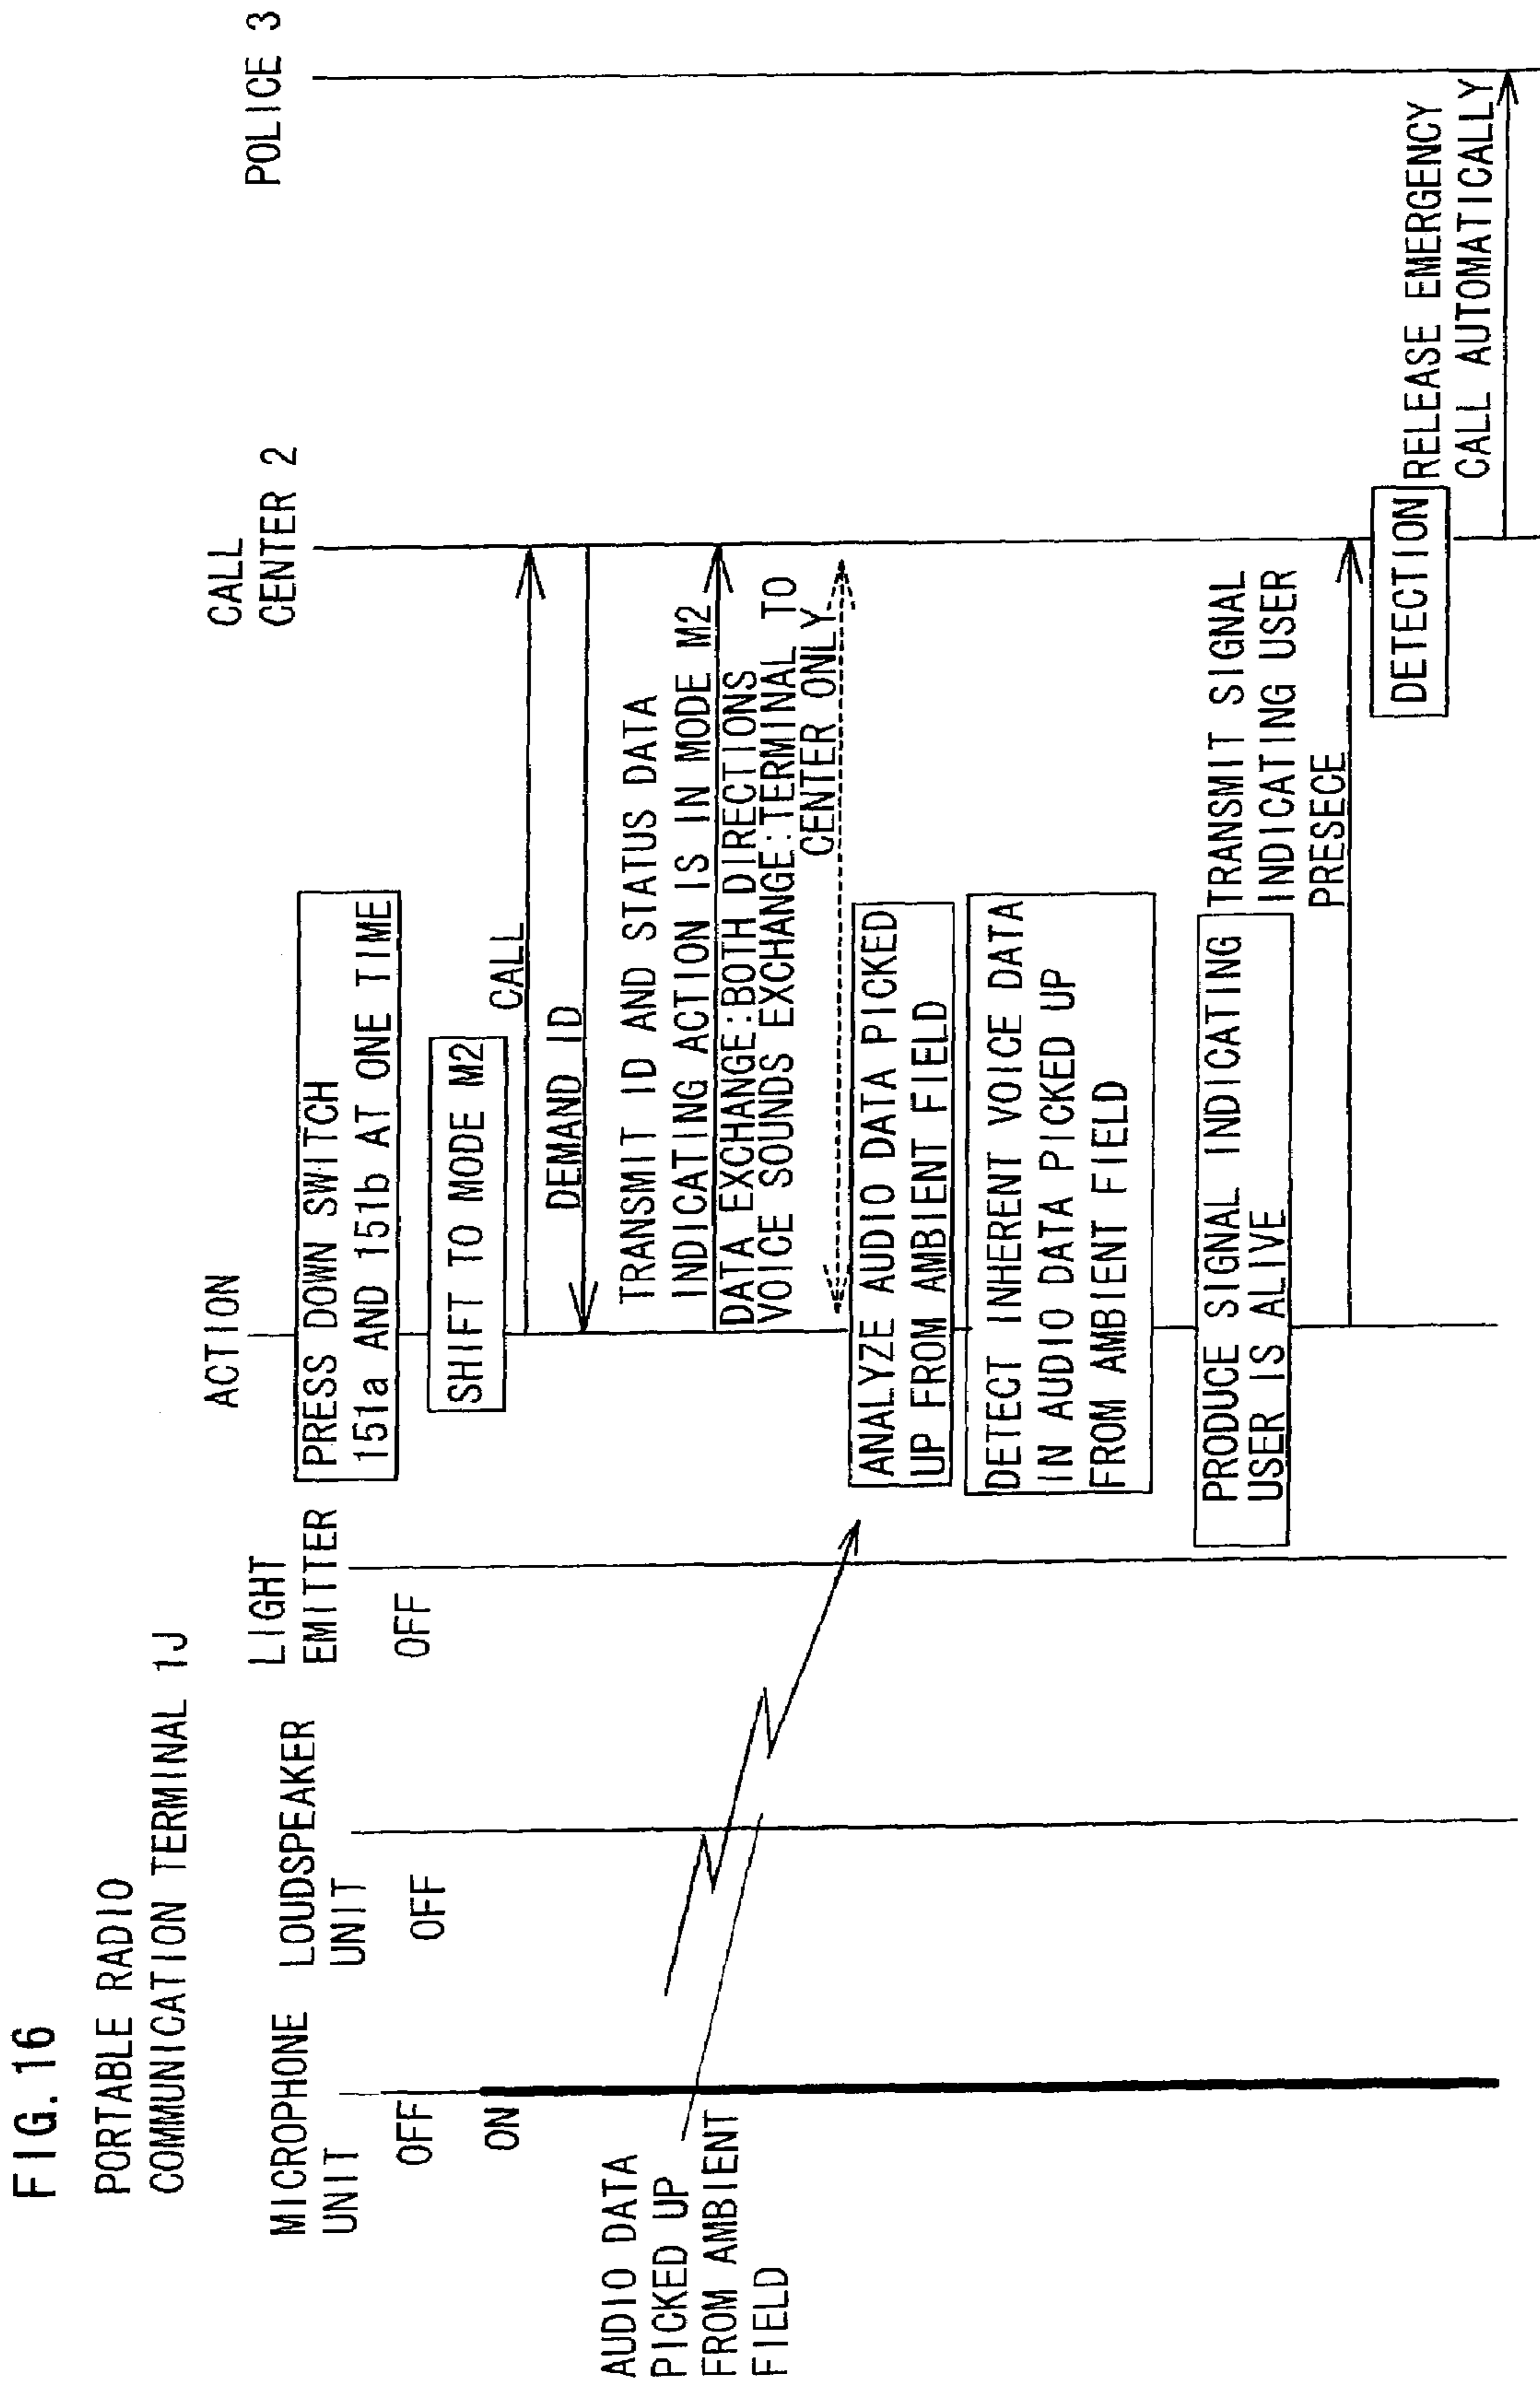 FIG.16
PORTABLE RADIO
COMMUNICATION TERMINAL 1J
MICROPHONE
UNIT
LOUDSPEAKER
UNIT
LIGHT
EMITTER
ACTION
CALL
CENTER 2
POLICE 3
OFF
OFF
OFF
ON
PRESS DOWN SWITCH
151a AND 151b AT ONE TIME
SHIFT TO MODE M2
CALL
DEMAND ID
TRANSMIT ID AND STATUS DATA
INDICATING ACTION IS IN MODE M2
DATA EXCHANGE:BOTH DIRECTIONS
VOICE SOUNDS EXCHANGE:TERMINAL TO
CENTER ONLY
AUDIO DATA
PICKED UP
FROM AMBIENT
FIELD
ANALYZE AUDIO DATA PICKED
UP FROM AMBIENT FIELD
DETECT INHERENT VOICE DATA
IN AUDIO DATA PICKED UP
FROM AMBIENT FIELD
PRODUCE SIGNAL INDICATING
USER IS ALIVE
TRANSMIT SIGNAL
INDICATING USER
PRESECE
DETECTION
RELEASE EMERGENCY
CALL AUTOMATICALLY